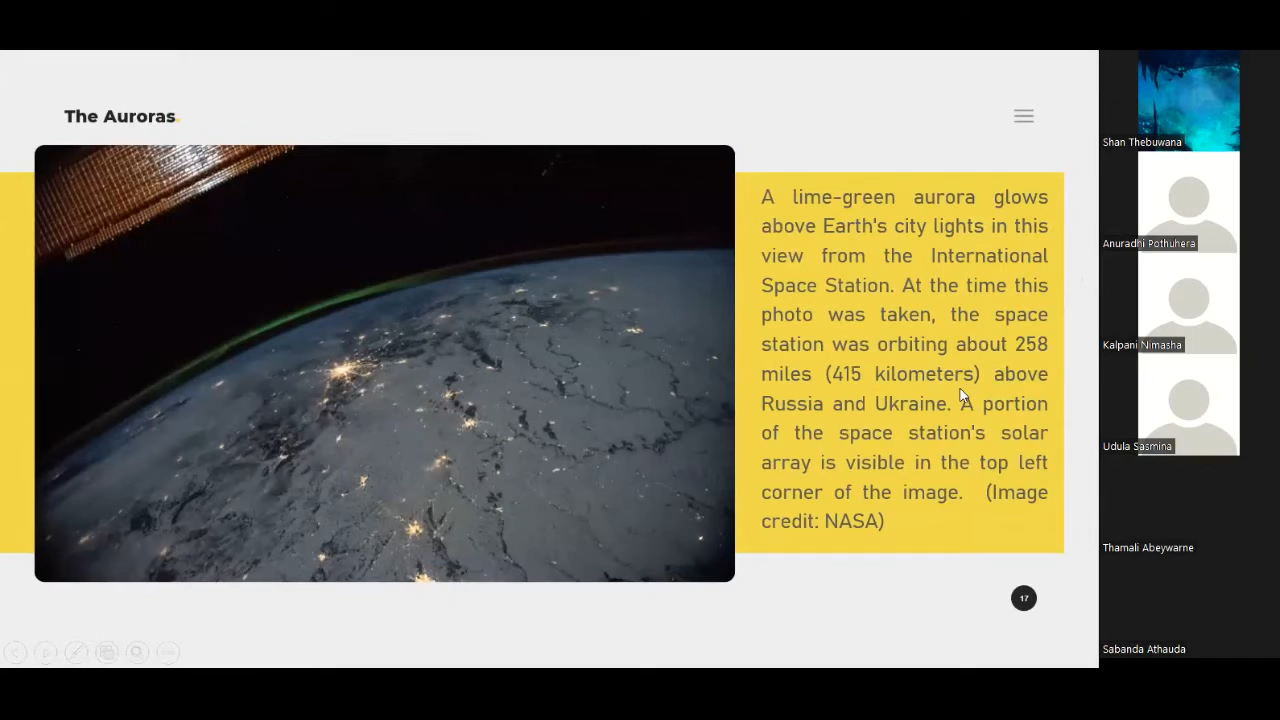 The Auroras.
A lime-green aurora glows
above Earth's city lights in this
view from the International
Space Station. At the time this
photo was taken, the space
station was orbiting about 258
miles (415 kilometers) above
Russia and Ukraine. A portion
of the space station's solar
array is visible in the top left
corner of the image. (Image
credit: NASA)
17
Shan Thebuwana
Anuradhi Pothuhera
Kalpani Nimasha
Udula Sasmina
Thamali Abeywarne
Sabanda Athauda